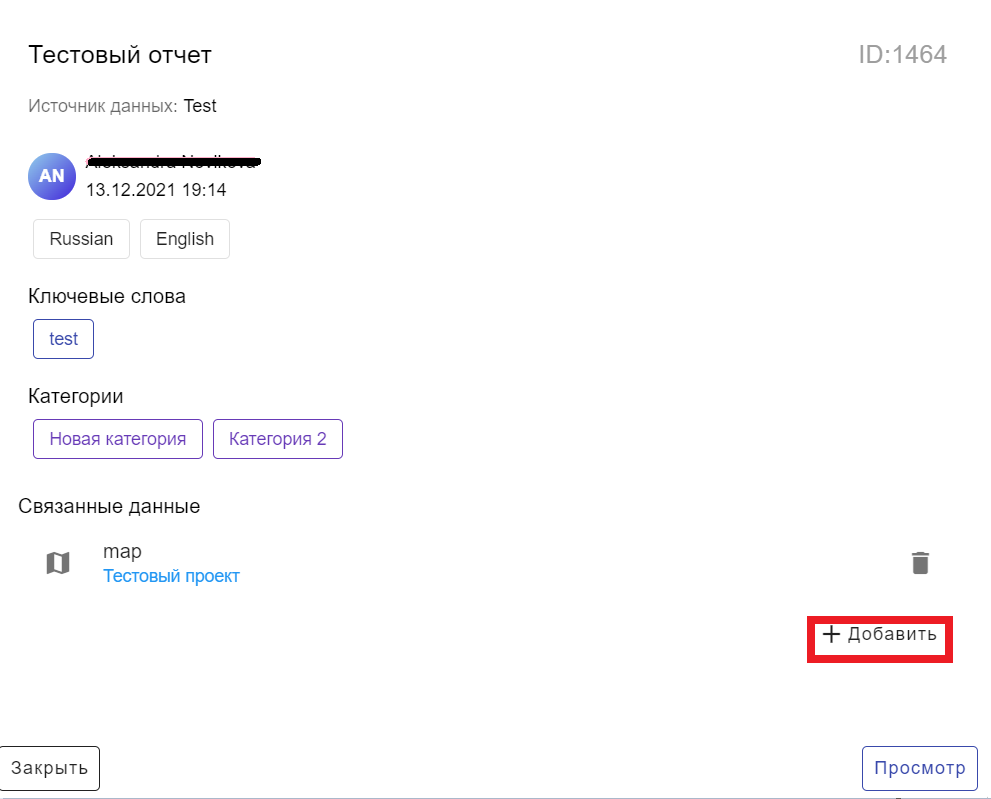 Тестовый отчет
ID:1464
Источник данных: Test
AN
13.12.2021 19:14
Russian
English
Ключевые слова
test
Категории
Новая категория
Категория 2
Связанные данные
map
Тестовый проект
+ Добавить
Закрыть
Просмотр